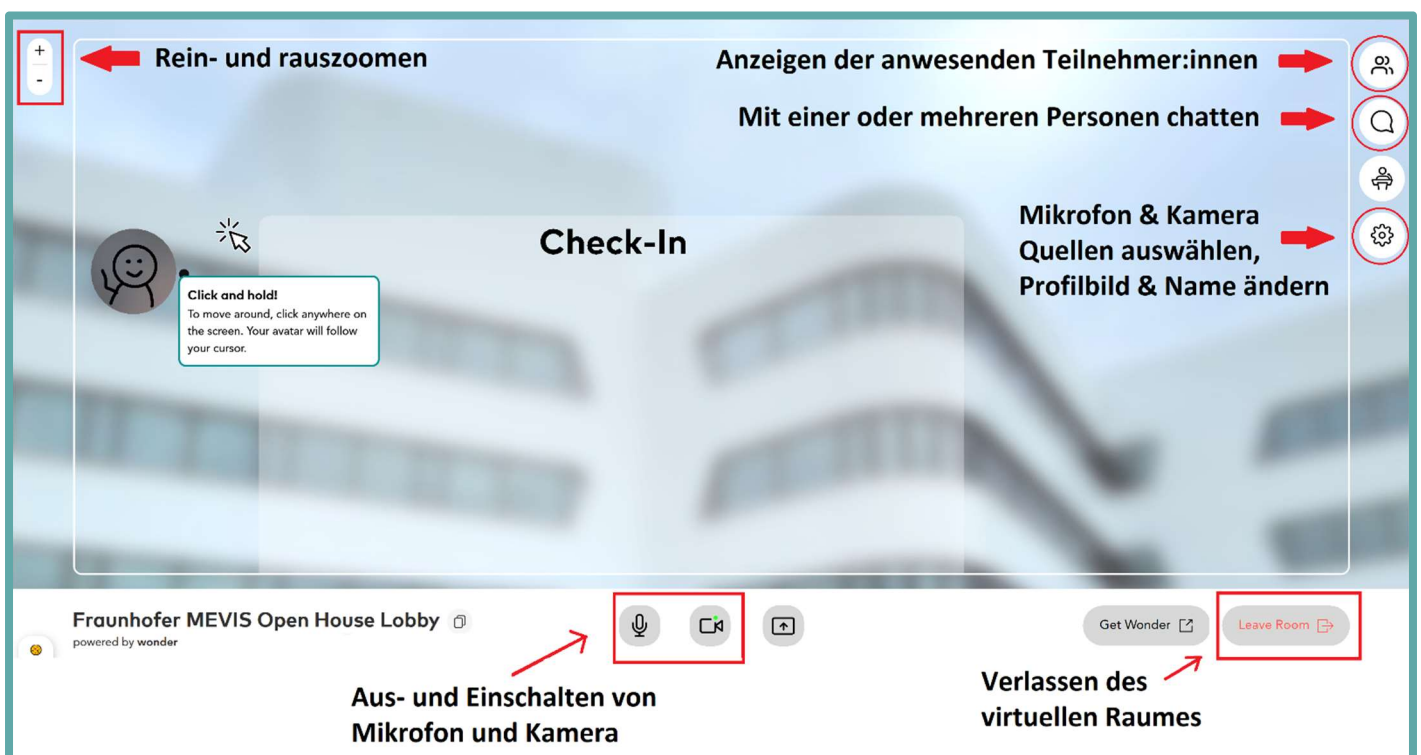 +
-
Rein- und rauszoomen
Anzeigen der anwesenden Teilnehmer:innen
Mit einer oder mehreren Personen chatten
Mikrofon & Kamera
Quellen auswählen,
Profilbild & Name ändern
Check-In
Click and hold!
To move around, click anywhere on
the screen. Your avatar will follow
your cursor.
Fraunhofer MEVIS Open House Lobby
powered by wonder
Get Wonder
Leave Room
Aus- und Einschalten von
Mikrofon und Kamera
Verlassen des
virtuellen Raumes